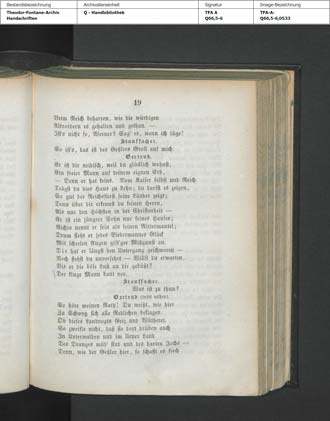 Bestandsbezeichnung
Archivalieneinheit
Signatur
Image-Bezeichnung
Theodor-Fontane-Archiv
Handschriften
Q - Handbibliothek
TFA A
Q66,5-6
TFA-A-
Q66,5-6,0533
19
Beim Reich beharren, wie die würdigen
Altvordern es gehalten und gethan. —
Ist's nicht so, Werner? Sag' es, wenn ich lüge!
Stauffacher.
So ist's, das ist des Geßlers Groll auf mich.
Gertrud.
Er ist dir neidisch, weil du glücklich wohnst,
Ein freier Mann auf deinem eignen Erb,
— Denn er hat keins. Vom Kaiser selbst und Reich
Trägst du dies Haus zu Lehn; du darfst es zeigen,
So gut der Reichsfürst seine Länder zeigt;
Denn über dir erkennst du keinen Herrn,
Als nur den Höchsten in der Christenheit —
Er ist ein jüngrer Sohn nur seines Hauses;
Nichts nennt er sein als seinen Rittermantel;
Drum sieht er jedes Biedermannes Glück
Mit scheelen Augen gift'ger Mißgunst an.
Dir hat er längst den Untergang geschworen —
Noch stehst du unversehrt — Willst du erwarten,
Bis er die böse Lust an dir gebüßt?
Der kluge Mann baut vor.
Stauffacher.
Was ist zu thun?
Gertrud
So höre meinen Rath! Du weißt, wie hier
Zu Schwytz sich alle Redlichen beklagen
Ob dieses Landvogts Geiz und Wütherei.
So zweifle nicht, daß sie dort drüben auch
In Unterwalden und im Urner Land
Des Dranges müd' sind und des harten Jochs —
Denn, wie der Geßler hier, so schafft es frech